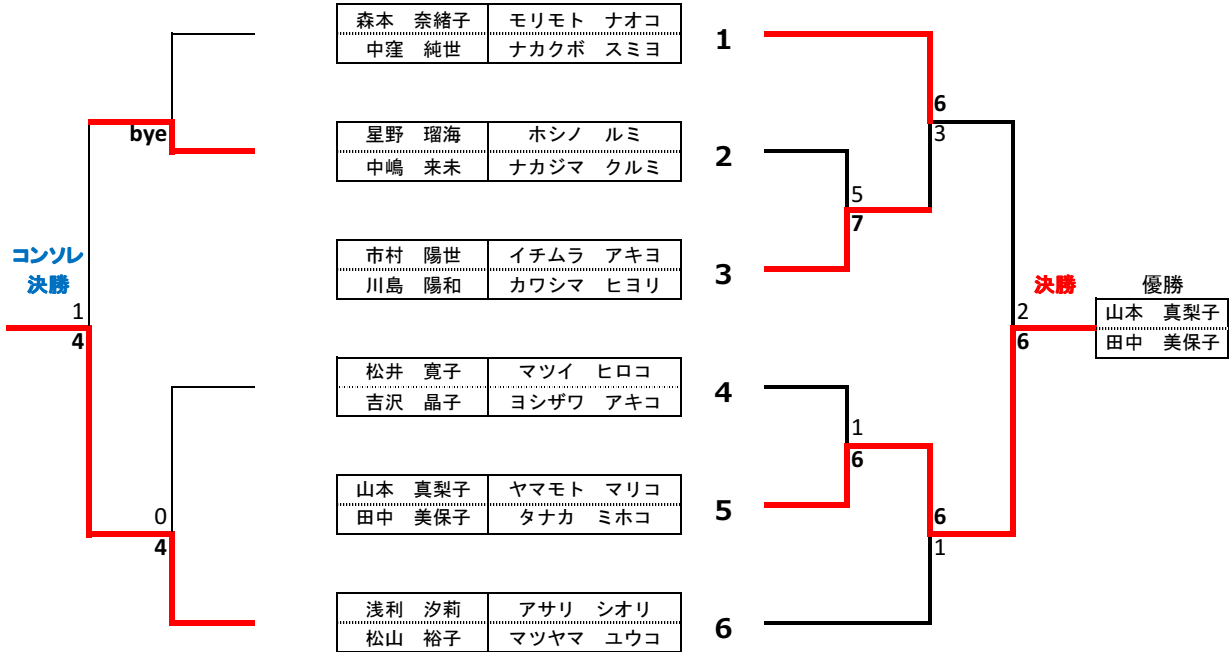 森本　奈緒子 モリモト　ナオコ
中窪　純世 ナカクボ　スミヨ
1
6
3
bye
星野　瑠海 ホシノ　ルミ
中嶋　来未 ナカジマ　クルミ
2
5
7
市村　陽世 イチムラ　アキヨ
川島　陽和 カワシマ　ヒヨリ
3
コンソレ
決勝
1
4
決勝
優勝
2
6
山本　真梨子
田中　美保子
松井　寛子 マツイ　ヒロコ
吉沢　晶子 ヨシザワ　アキコ
4
1
6
山本　真梨子 ヤマモト　マリコ
田中　美保子 タナカ　ミホコ
5
0
4
6
1
浅利　汐莉 アサリ　シオリ
松山　裕子 マツヤマ　ユウコ
6